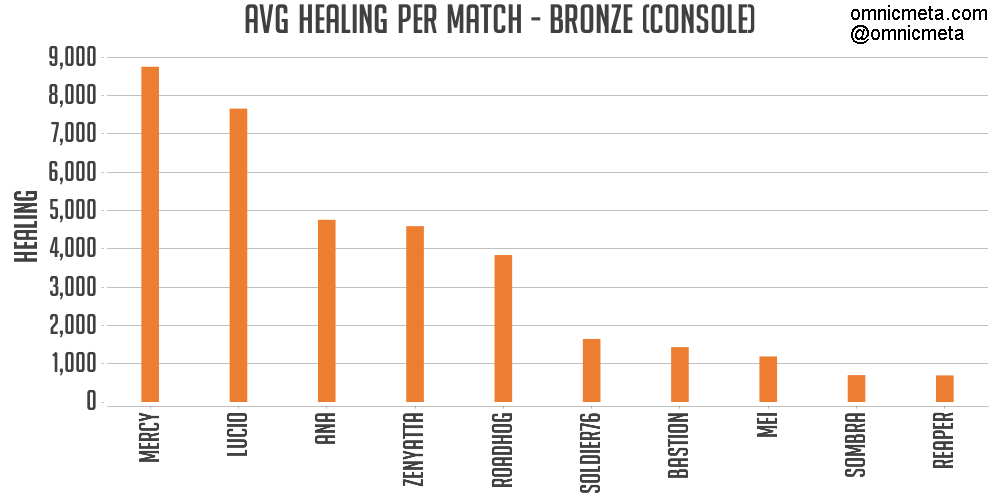 AVG HEALING PER MATCH - BRONZE (CONSOLE)
omnicmeta.com
@omnicmeta
9,000
8,000
7,000
6,000
5,000
4,000
3,000
2,000
1,000
0
HEALING
MERCY
LUCIO
ANA
ZENYATTA
ROADHOG
SOLDIER76
BASTION
MEI
SOMBRA
REAPER